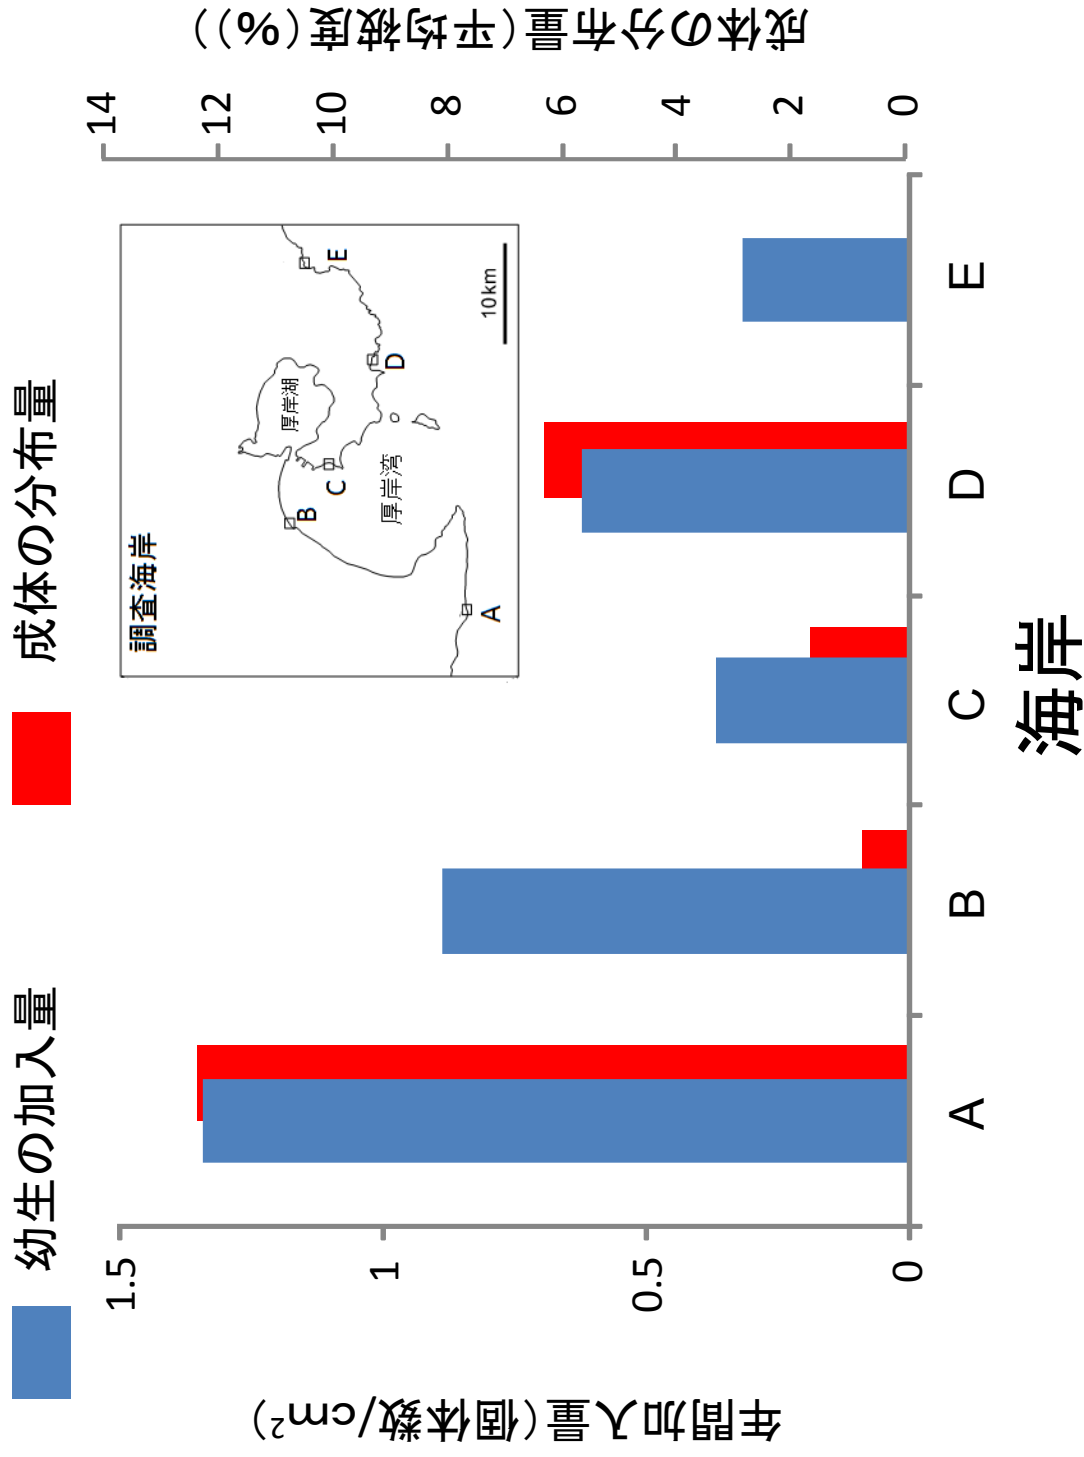 幼生の加入量
成体の分布量
年間加入量(個体数/cm²)
1.5
1
0.5
0
調査海岸
厚岸湖
厚岸湾
A
B
C
D
E
10km
成体の分布量(平均被度(%))
14
12
10
8
6
4
2
0
A B C D E
海岸